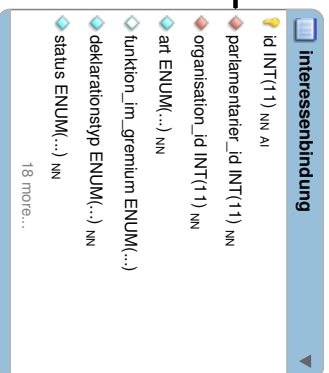 interessenbindung
id INT(11) NN AI
parlamentarier_id INT(11) NN
organisation_id INT(11) NN
art ENUM(...) NN
funktion_im_gremium ENUM(...)
deklarationstyp ENUM(...) NN
status ENUM(...) NN
18 more...